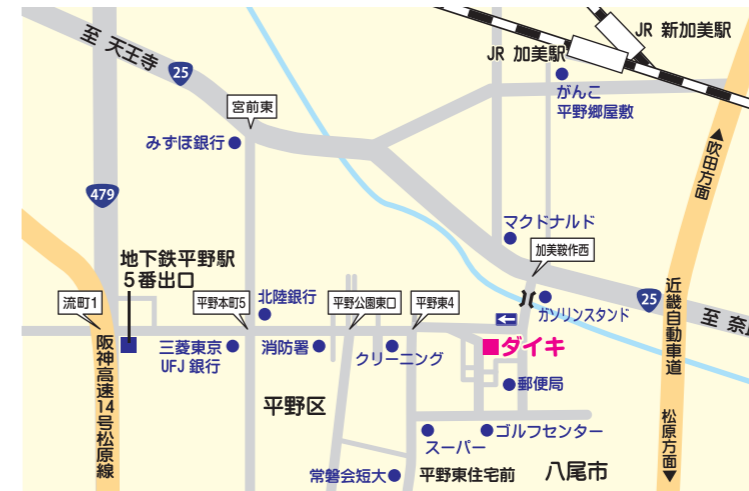 至 天王寺
25
JR 加美駅
JR 新加美駅
がんこ
平野郷屋敷
宮前東
みずほ銀行
▲吹田方面
479
マクドナルド
加美鞍作西
地下鉄平野駅
5番出口
流町1
平野本町5
北陸銀行
平野公園東口
平野東4
ガソリンスタンド
25
至 奈
近畿自動車道
阪神高速14号松原線
三菱東京
UFJ 銀行
消防署
クリーニング
ダイキ
郵便局
平野区
スーパー
ゴルフセンター
松原方面▼
常磐会短大
平野東住宅前
八尾市